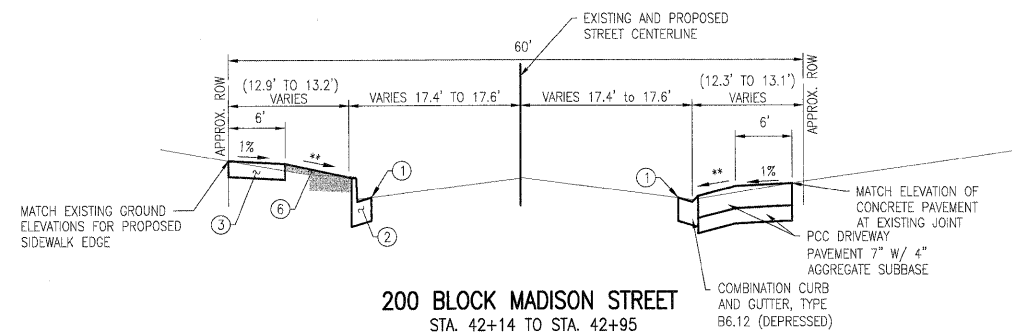 EXISTING AND PROPOSED
STREET CENTERLINE
60'
APPROX. ROW
(12.9' TO 13.2')
VARIES
VARIES 17.4' TO 17.6'
VARIES 17.4' to 17.6'
(12.3' TO 13.1')
VARIES
APPROX. ROW
6'
6'
1%
**
1
1
**
1%
MATCH EXISTING GROUND
ELEVATIONS FOR PROPOSED
SIDEWALK EDGE
3
6
2
MATCH ELEVATION OF
CONCRETE PAVEMENT
AT EXISTING JOINT
PCC DRIVEWAY
PAVEMENT 7" W/ 4"
AGGREGATE SUBBASE
COMBINATION CURB
AND GUTTER, TYPE
B6.12 (DEPRESSED)
200 BLOCK MADISON STREET
STA. 42+14 TO STA. 42+95